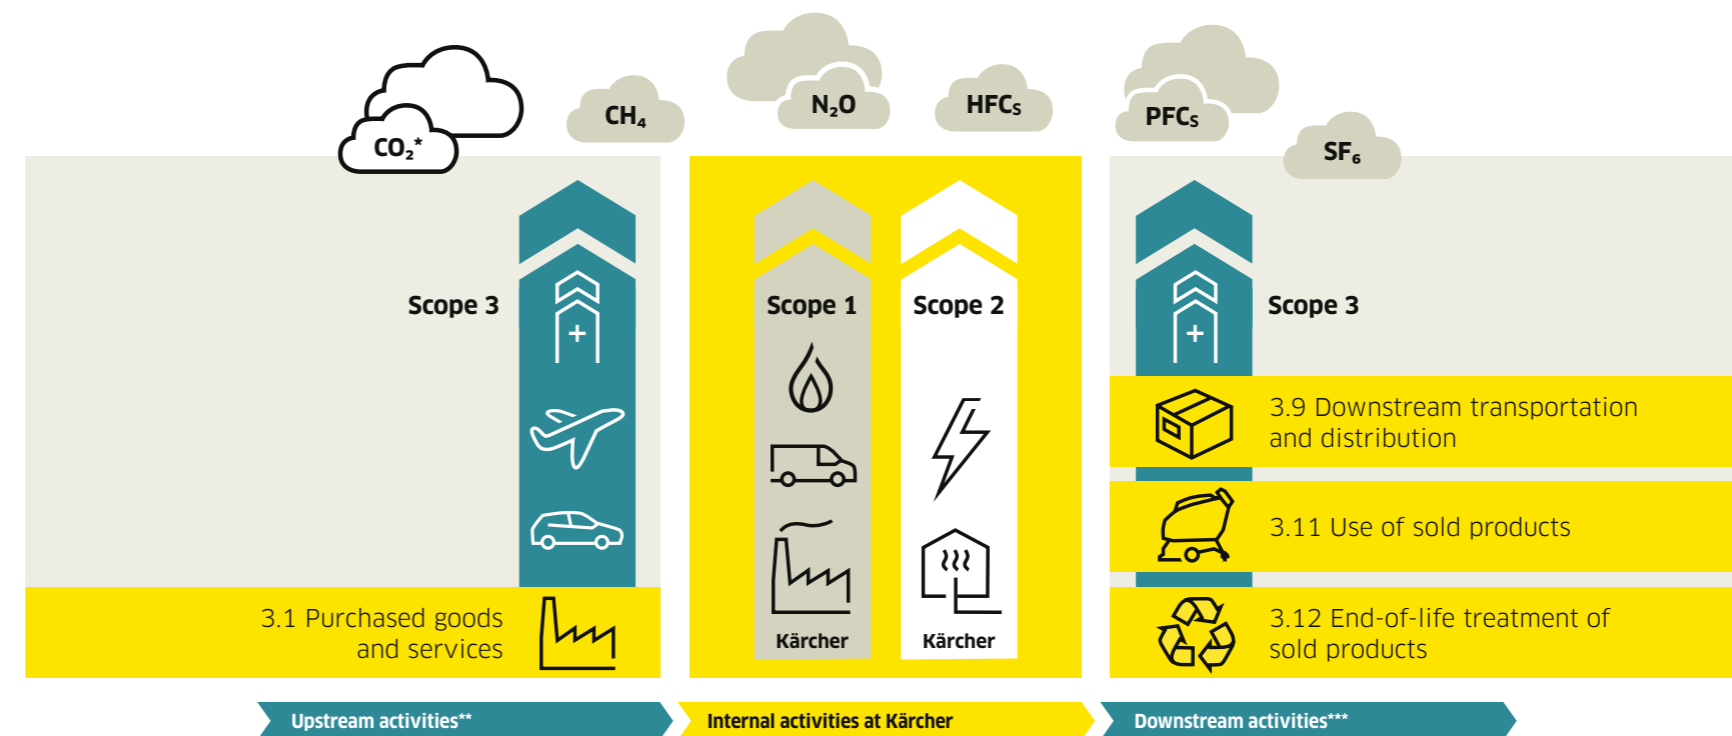 CO₂*
CH₄
N₂O
HFCs
PFCs
SF₆
Scope 3
Scope 1
Scope 2
Scope 3
+
+
3.9 Downstream transportation
and distribution
3.11 Use of sold products
3.1 Purchased goods
and services
Kärcher
Kärcher
3.12 End-of-life treatment of
sold products
Upstream activities**
Internal activities at Kärcher
Downstream activities***